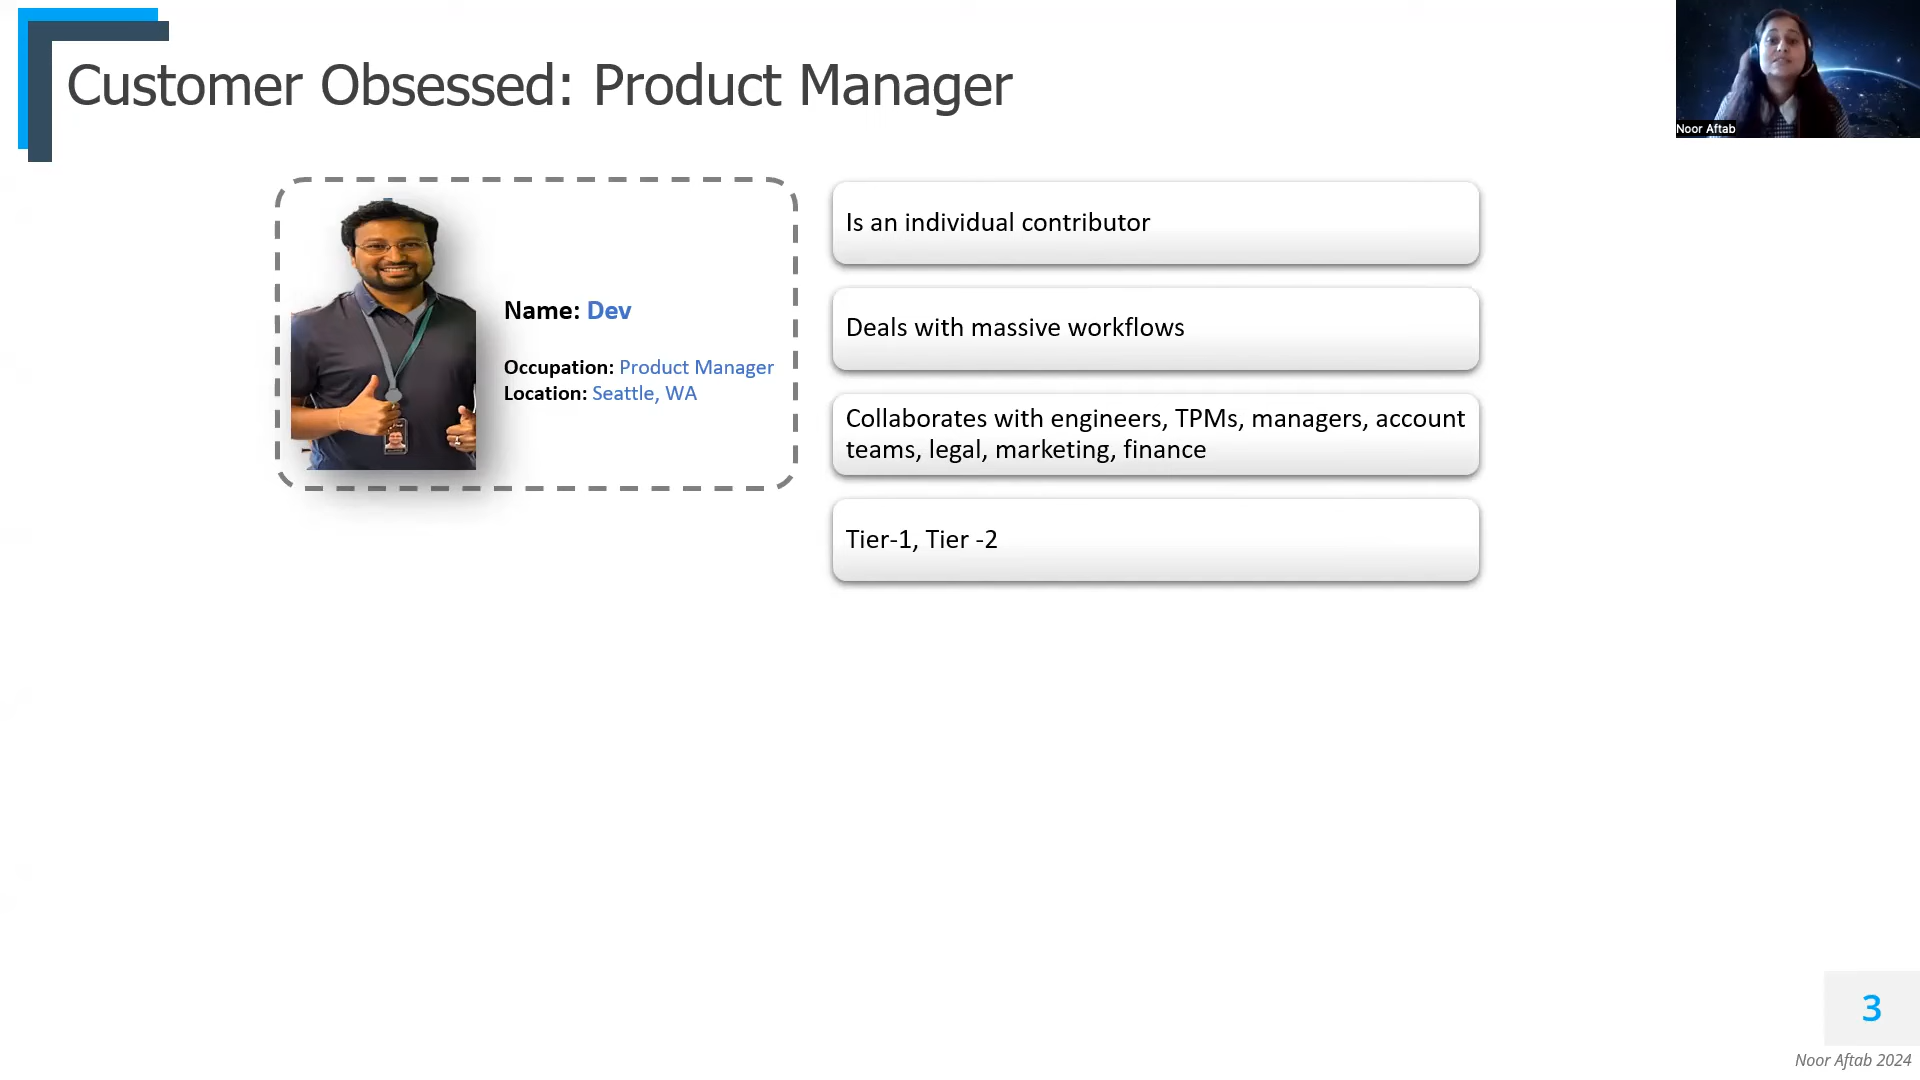 Customer Obsessed: Product Manager
Noor Aftab
Name: Dev
Occupation: Product Manager
Location: Seattle, WA
Is an individual contributor
Deals with massive workflows
Collaborates with engineers, TPMs, managers, account
teams, legal, marketing, finance
Tier-1, Tier -2
3
Noor Aftab 2024